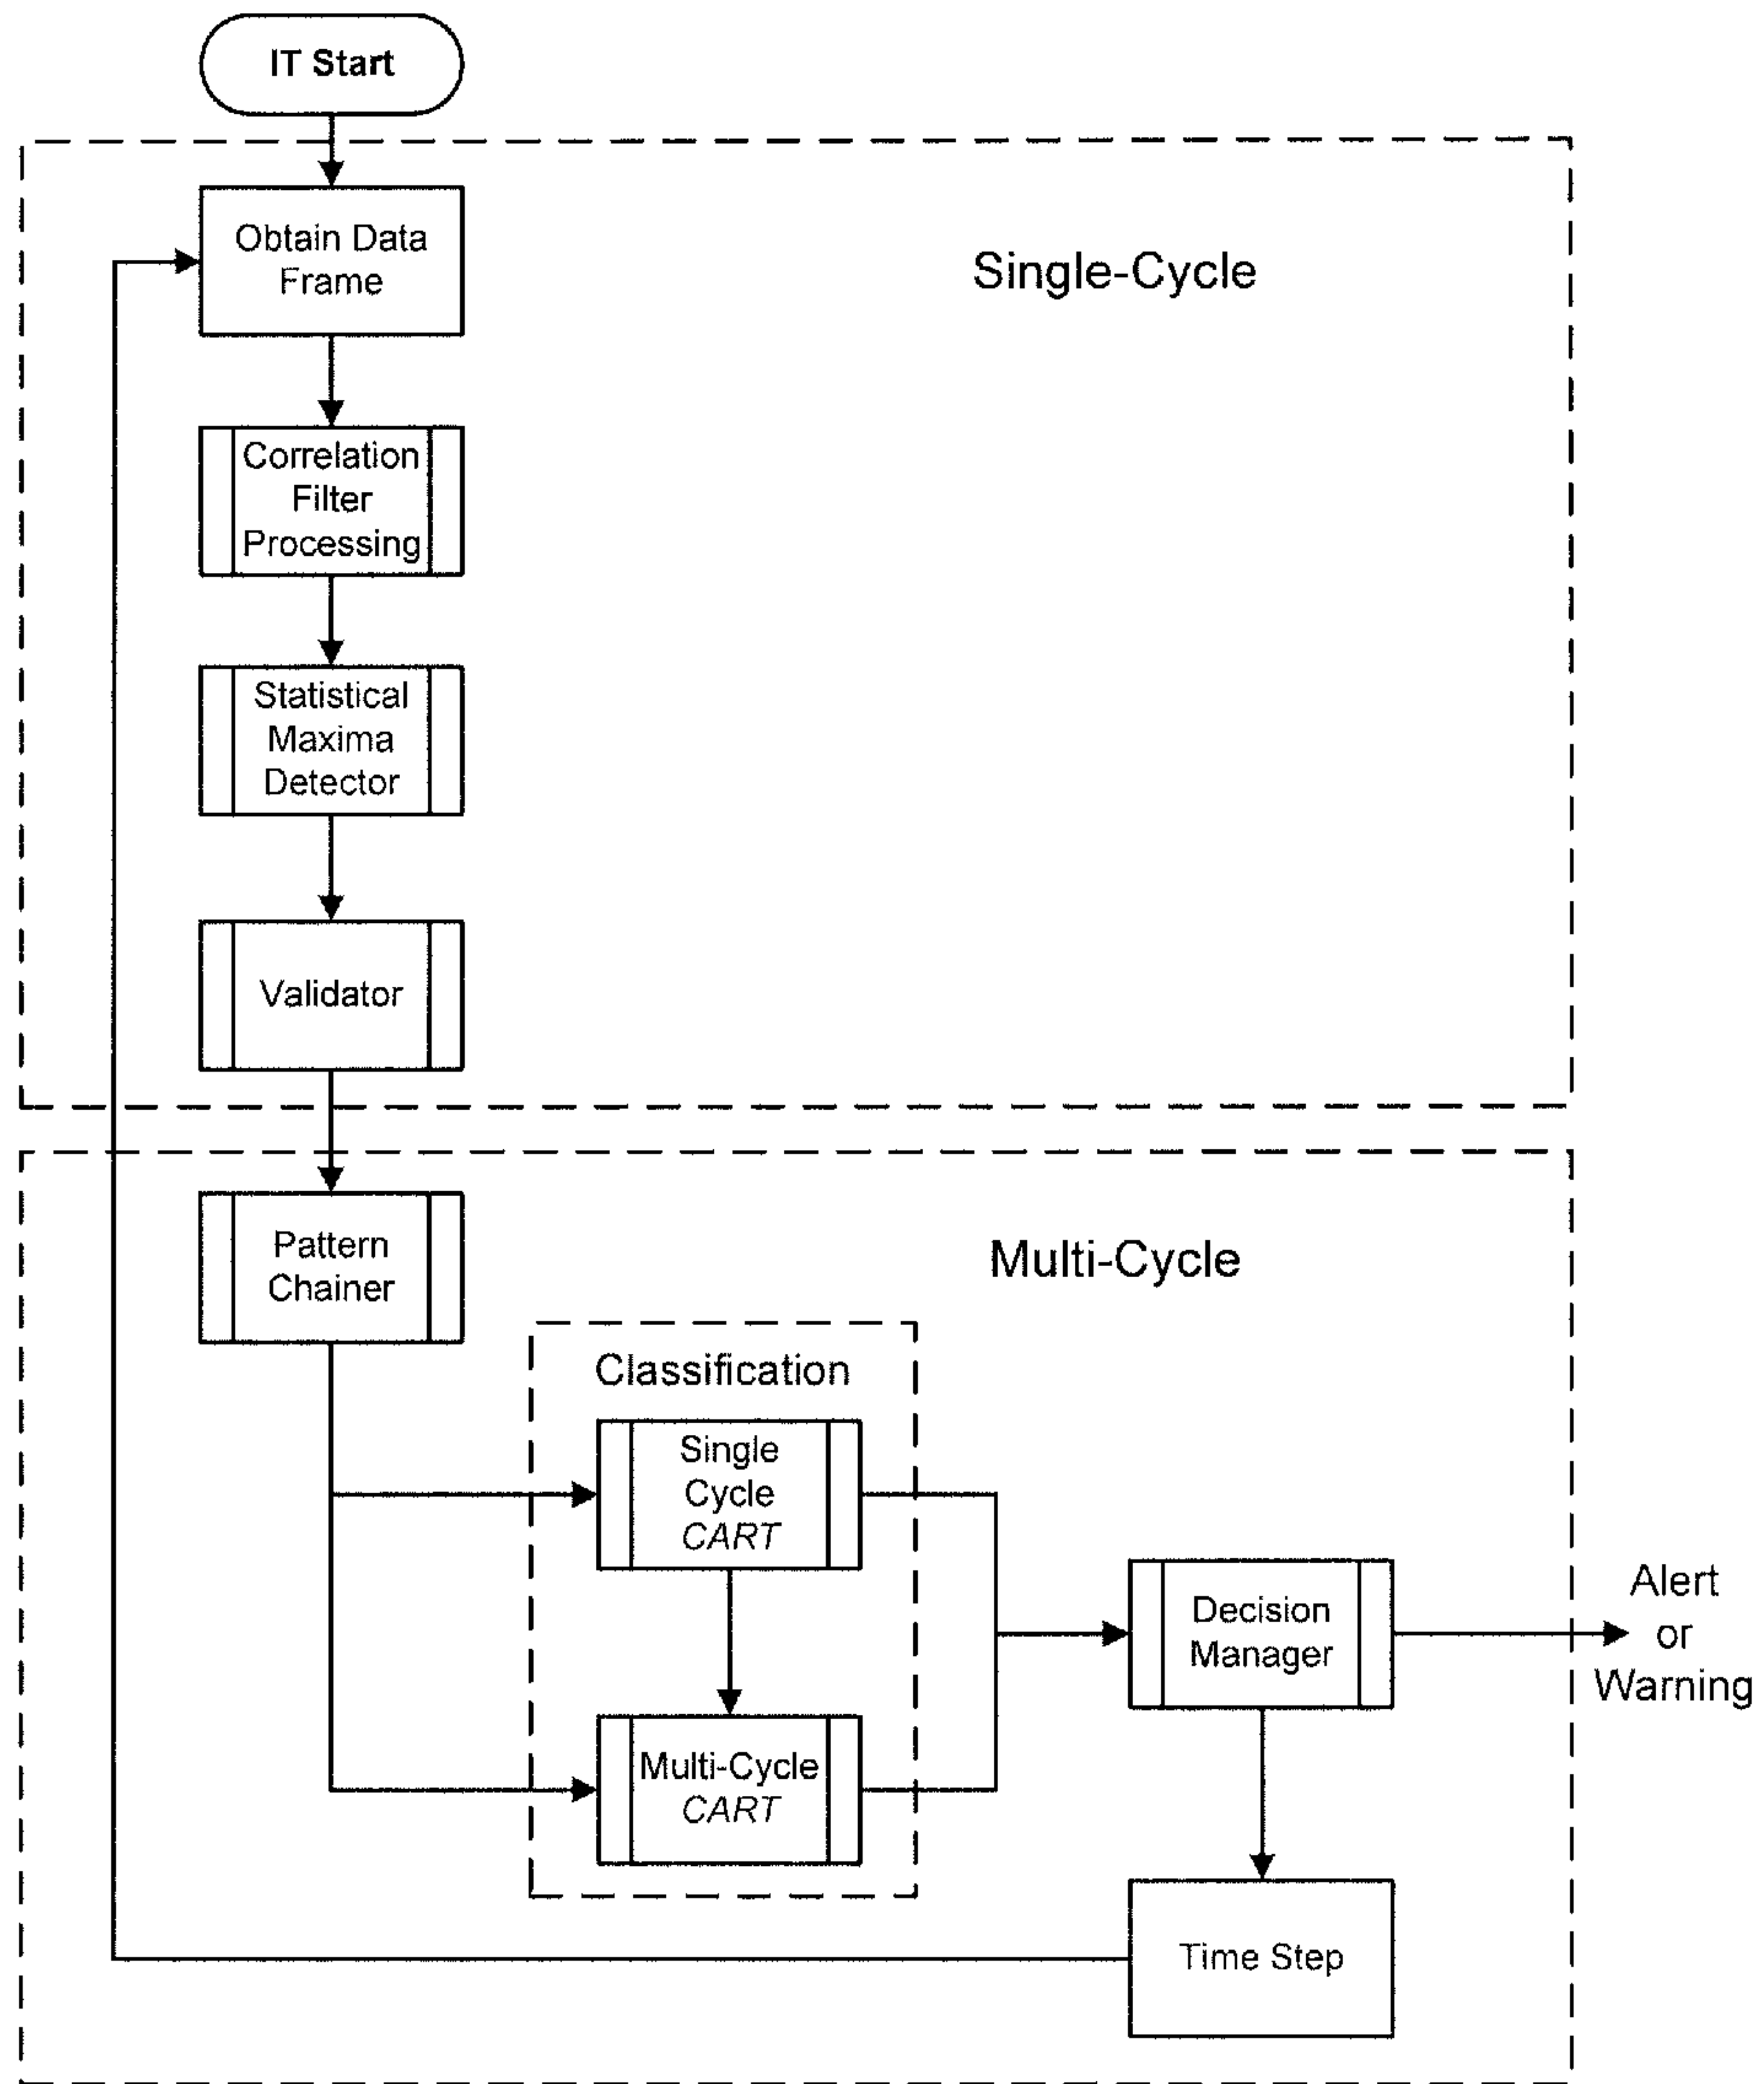 IT Start
Obtain Data
Frame
Single-Cycle
Correlation
Filter
Processing
Statistical
Maxima
Detector
Validator
Pattern
Chainer
Multi-Cycle
Classification
Single
Cycle
CART
Multi-Cycle
CART
Decision
Manager
Alert
or
Warning
Time Step